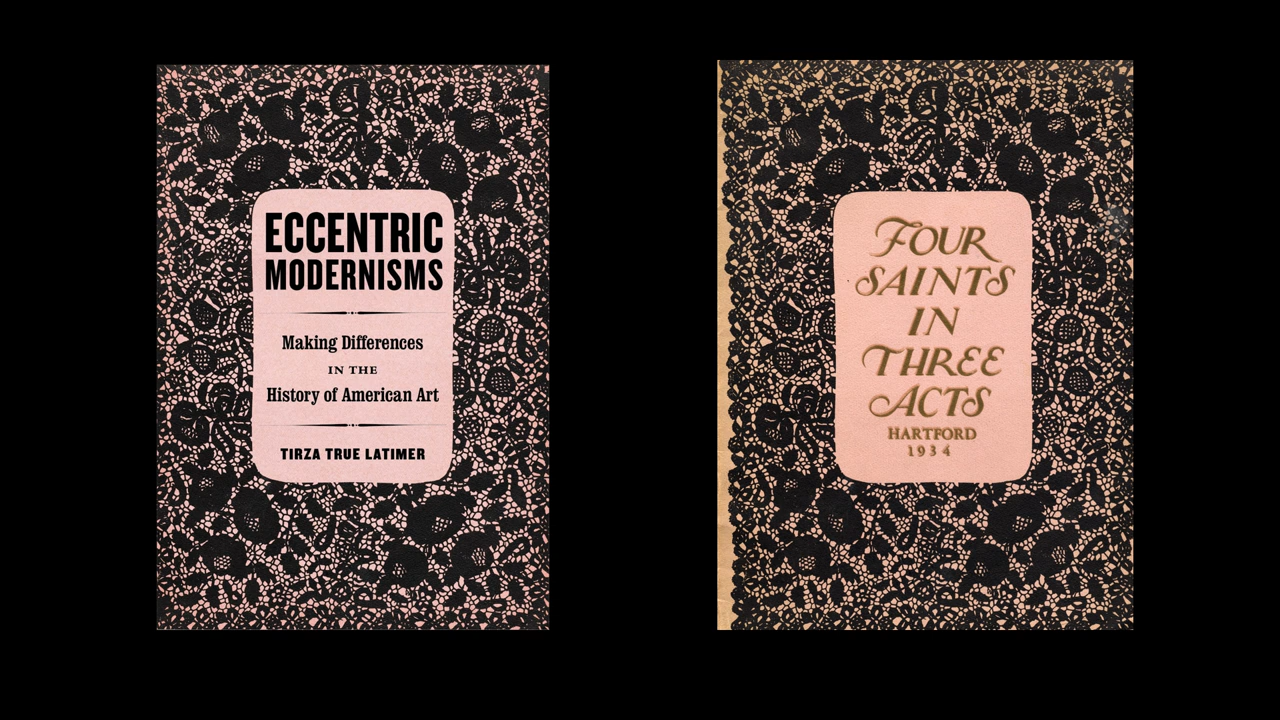 ECCENTRIC
MODERNISMS
Making Differences
IN THE
History of American Art
TIRZA TRUE LATIMER
FOUR
SAINTS
IN
THREE
ACTS
HARTFORD
1934